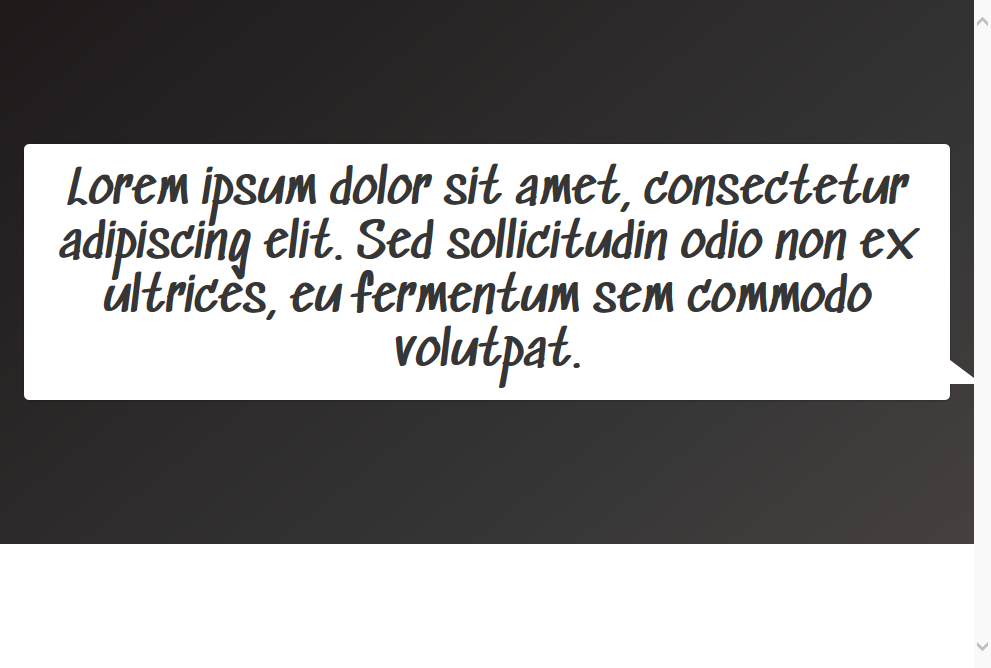 Lorem ipsum dolor sit amet, consectetur
adipiscing elit. Sed sollicitudin odio non ex
ultrices, eu fermentum sem commodo
volutpat.